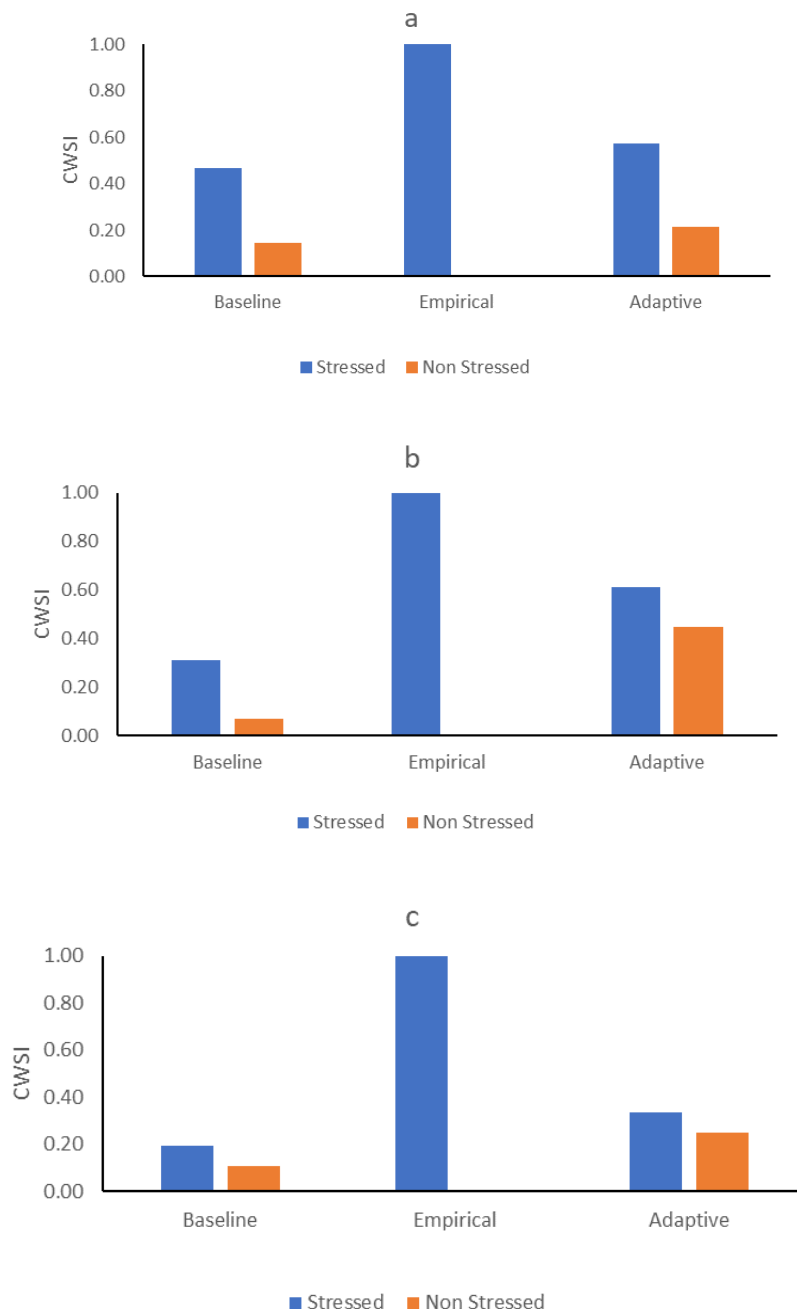 a
1.00
0.80
0.60
0.40
0.20
0.00
CWSI
Baseline Empirical Adaptive
Stressed Non Stressed
b
1.00
0.80
0.60
0.40
0.20
0.00
CWSI
Baseline Empirical Adaptive
Stressed Non Stressed
c
1.00
0.80
0.60
0.40
0.20
0.00
CWSI
Baseline Empirical Adaptive
Stressed Non Stressed